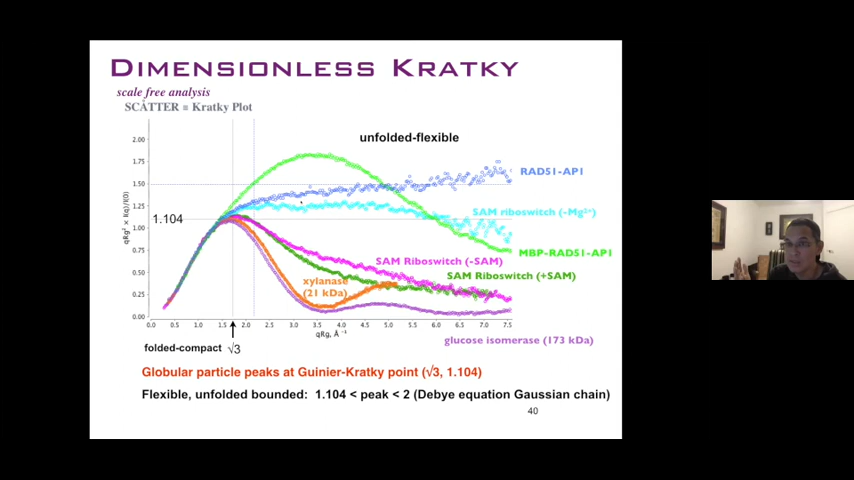 DIMENSIONLESS KRATKY
scale free analysis
SCÅTTER ≡ Kratky Plot
unfolded-flexible
2.00
1.75
1.50
1.25
1.104
1.00
0.75
0.50
0.25
0.00
qRg² × I(q)/I(0)
RAD51-AP1
SAM riboswitch (-Mg²⁺)
MBP-RAD51-AP1
SAM Riboswitch (-SAM)
SAM Riboswitch (+SAM)
xylanase
(21 kDa)
0.0 0.5 1.0 1.5 2.0 2.5 3.0 3.5 4.0 4.5 5.0 5.5 6.0 6.5 7.0 7.5
qRg, Å⁻¹
glucose isomerise (173 kDa)
folded-compact √3
Globular particle peaks at Guinier-Kratky point (√3, 1.104)
Flexible, unfolded bounded: 1.104 < peak < 2 (Debye equation Gaussian chain)
40